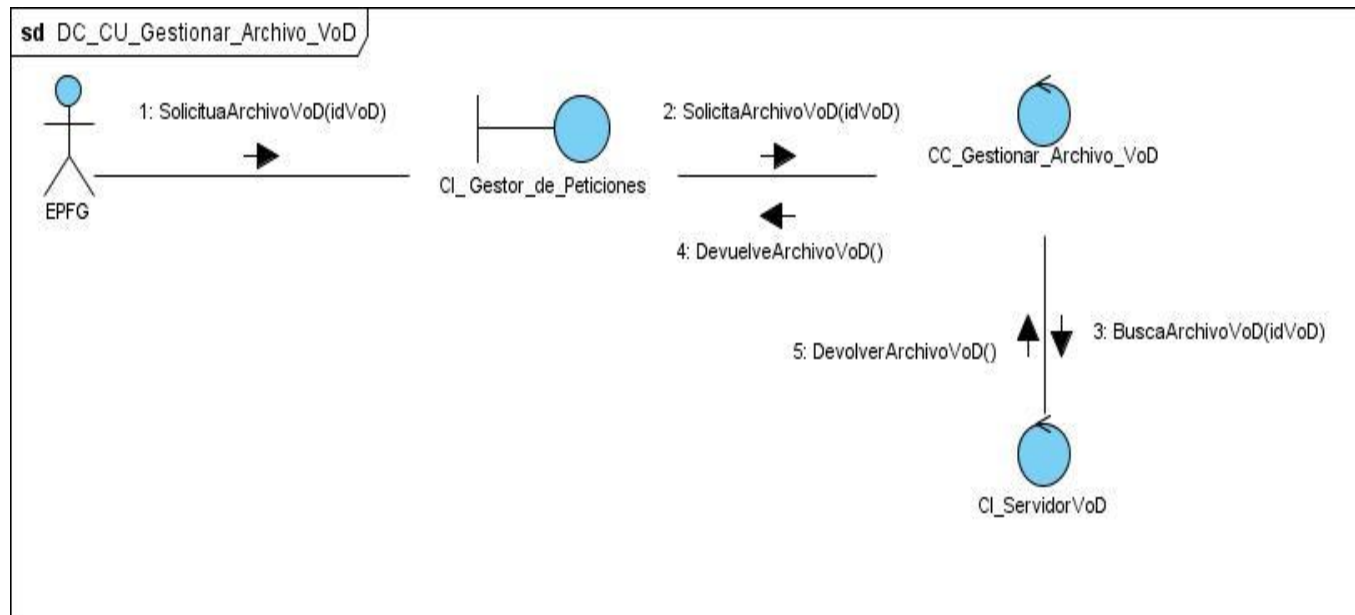 sd DC_CU_Gestionar_Archivo_VoD
1: SolicituaArchivoVoD(idVoD)
2: SolicitaArchivoVoD(idVoD)
CC_Gestionar_Archivo_VoD
CI_ Gestor_de_Peticiones
EPFG
4: DevuelveArchivoVoD()
3: BuscaArchivoVoD(idVoD)
5: DevolverArchivoVoD()
CI_ServidorVoD